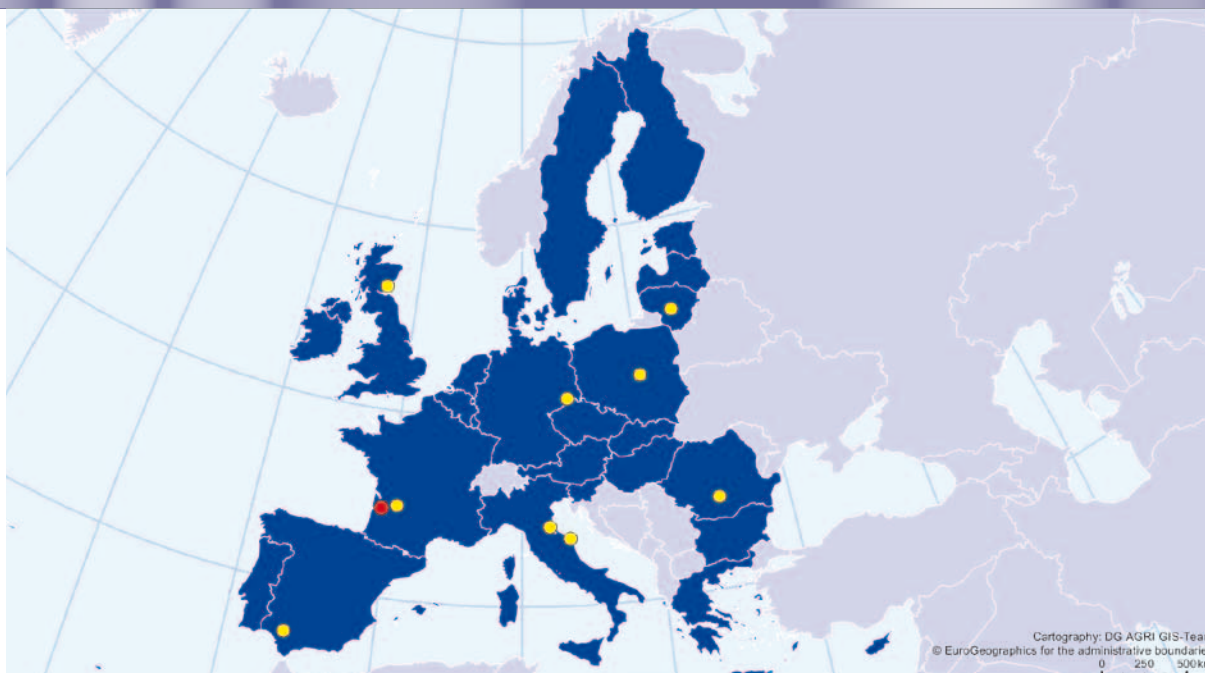 Cartography: DG AGRI GIS-Tea
© EuroGeographics for the administrative boundarie
0 250 500k